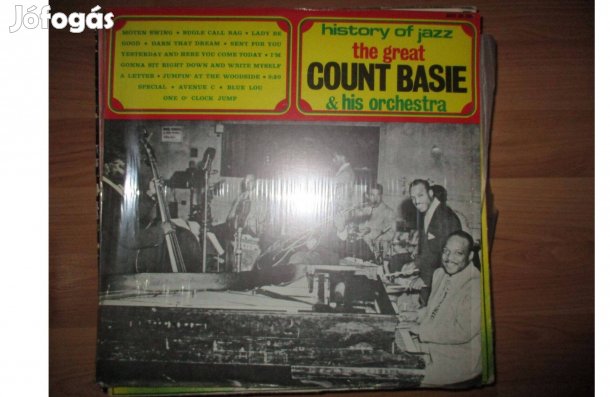 Jófogás
MOTEN SWING • BUGLE CALL RAG • LADY BE
GOOD • DARN THAT DREAM • SENT FOR YOU
YESTERDAY AND HERE YOU COME TODAY • I'M
GONNA SIT RIGHT DOWN AND WRITE MYSELF
A LETTER • JUMPIN' AT THE WOODSIDE • 9:20
SPECIAL • AVENUE C • BLUE LOU
ONE O' CLOCK JUMP
history of jazz
the great
COUNT BASIE
& his orchestra